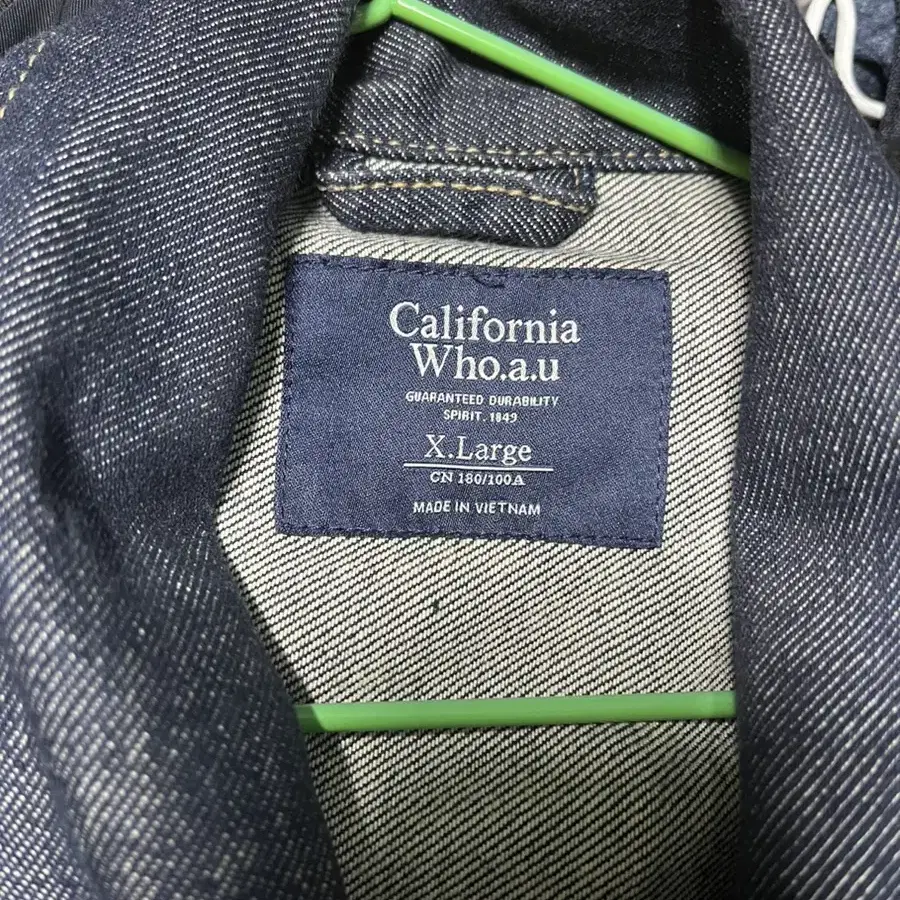 California
Who.a.u
GUARANTEED DURABILITY
SPIRIT. 1849
X.Large
CN 180/100A
MADE IN VIETNAM